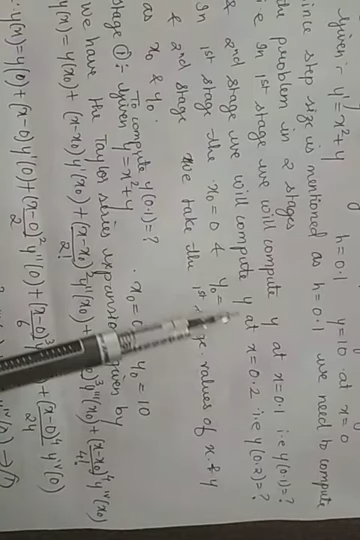 Given:- y' = x²+y h=0.1 y=10 at x=0
since step size is mentioned as h=0.1 we need to compute
the problem in 2 stages
i.e in 1st stage we will compute y at x=0.1 i.e y(0.1)=?
& 2nd stage we will compute y at x=0.2 i.e y(0.2)=?
In 1st stage the x₀=0 & y₀=
& 2nd stage we take the 1st values of x & y
as x₀ & y₀.
stage ①:- To compute y(0.1)=?
Given y'=x²+y x₀=0 y₀=10
We have the Taylor series expansion given by
y(x)=y(x₀)+(x-x₀)y'(x₀)+(x-x₀)²/2! y''(x₀)+ y'''(x₀)+(x-x₀)⁴/4! y^{iv}(x₀)
∴ y(x)=y(0)+(x-0)y'(0)+(x-0)²/2 y''(0)+(x-0)³/6 +(x-0)⁴/24 y^{iv}(0)